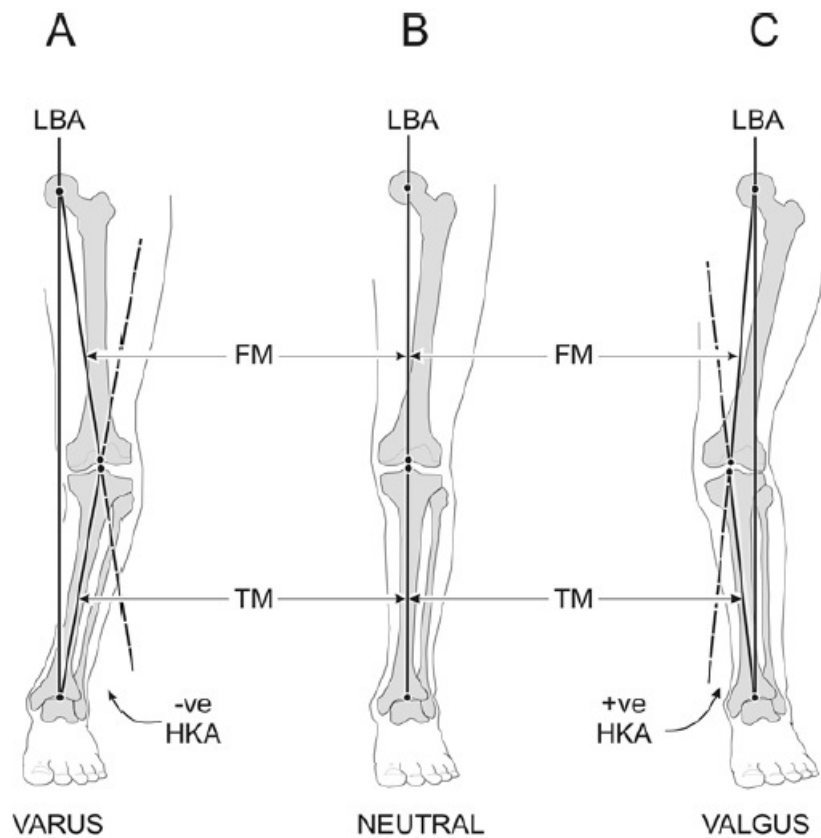 A B C
LBA LBA LBA
FM FM
TM TM
-ve +ve
HKA HKA
VARUS NEUTRAL VALGUS